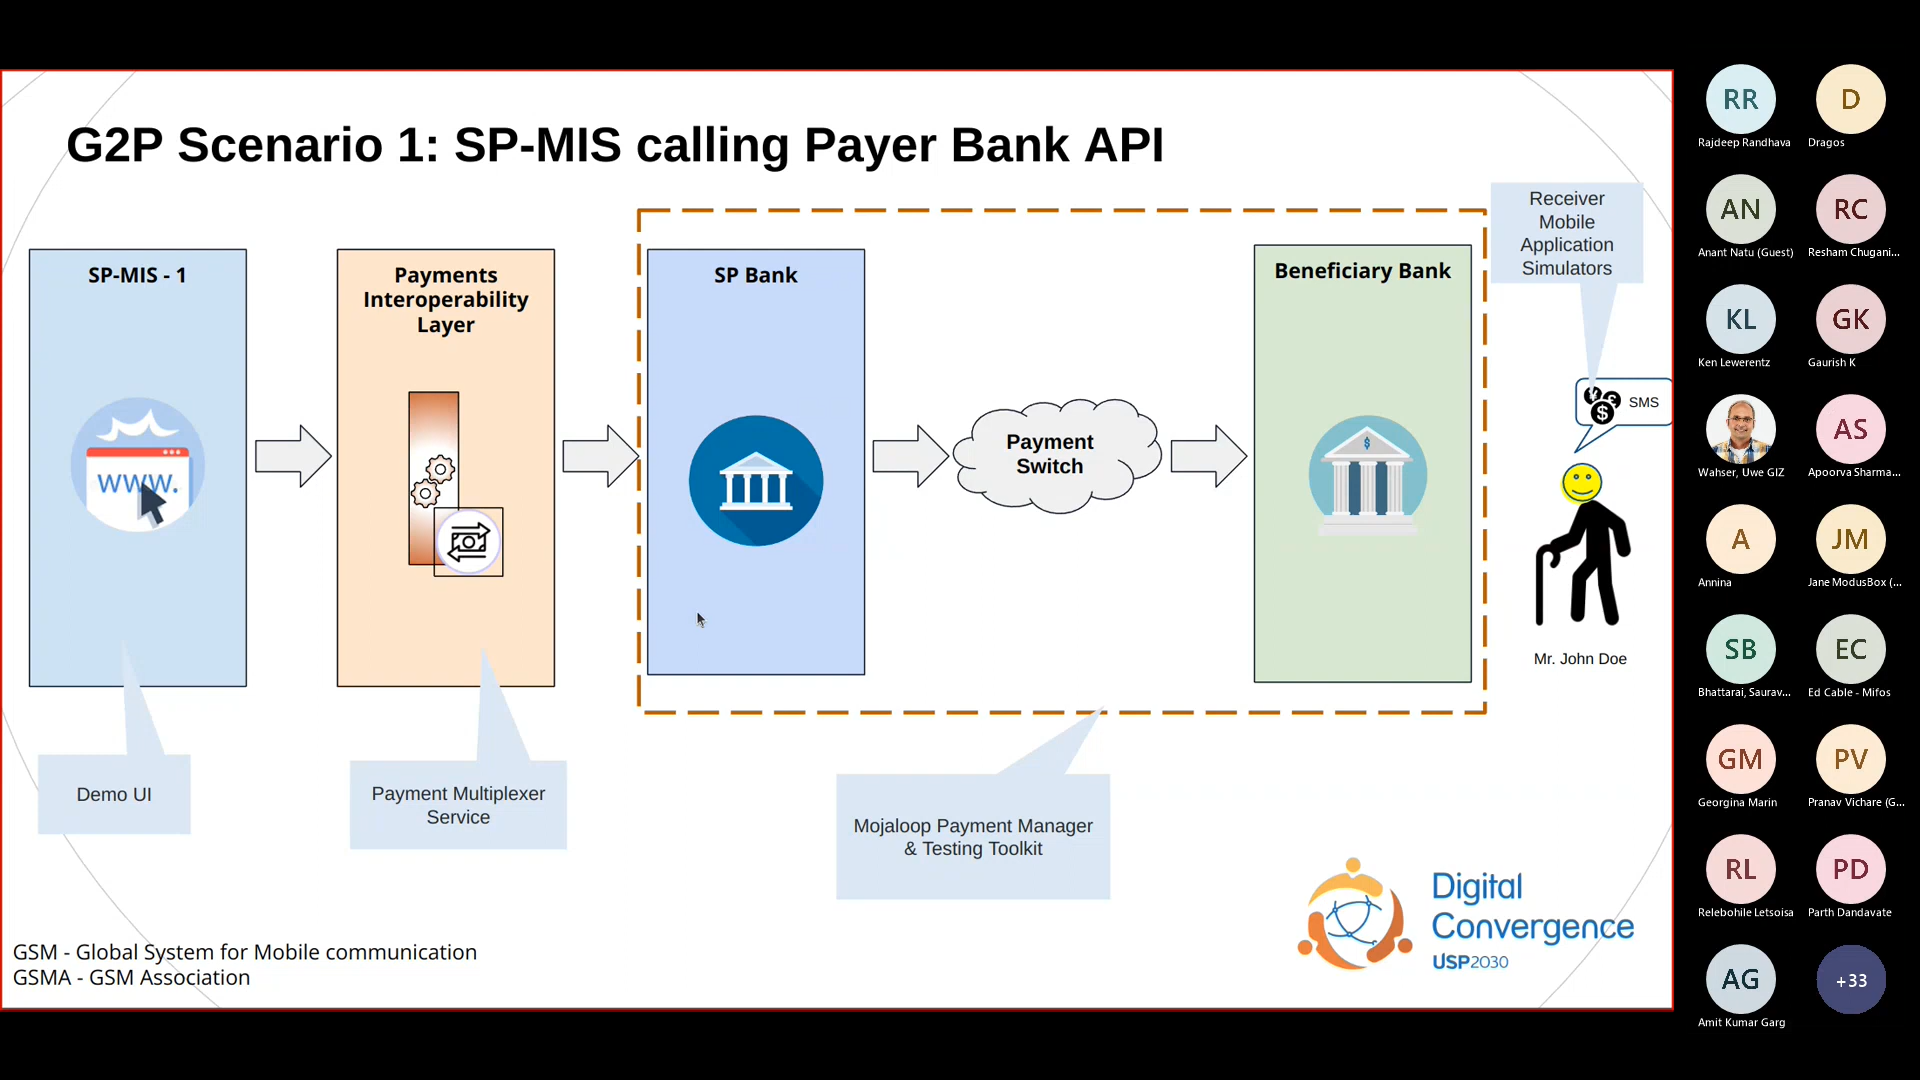 G2P Scenario 1: SP-MIS calling Payer Bank API
SP-MIS - 1
WWW.
Payments
Interoperability
Layer
SP Bank
Payment
Switch
Beneficiary Bank
$
Receiver
Mobile
Application
Simulators
¥ £
$
SMS
Mr. John Doe
Demo UI
Payment Multiplexer
Service
Mojaloop Payment Manager
& Testing Toolkit
GSM - Global System for Mobile communication
GSMA - GSM Association
Digital
Convergence
USP2030
RR
Rajdeep Randhava
D
Dragos
AN
Anant Natu (Guest)
RC
Resham Chugani...
KL
Ken Lewerentz
GK
Gaurish K
Wahser, Uwe GIZ
AS
Apoorva Sharma...
A
Annina
JM
Jane ModusBox (...
SB
Bhattarai, Saurav...
EC
Ed Cable - Mifos
GM
Georgina Marin
PV
Pranav Vichare (G...
RL
Relebohile Letsoisa
PD
Parth Dandavate
AG
Amit Kumar Garg
+33